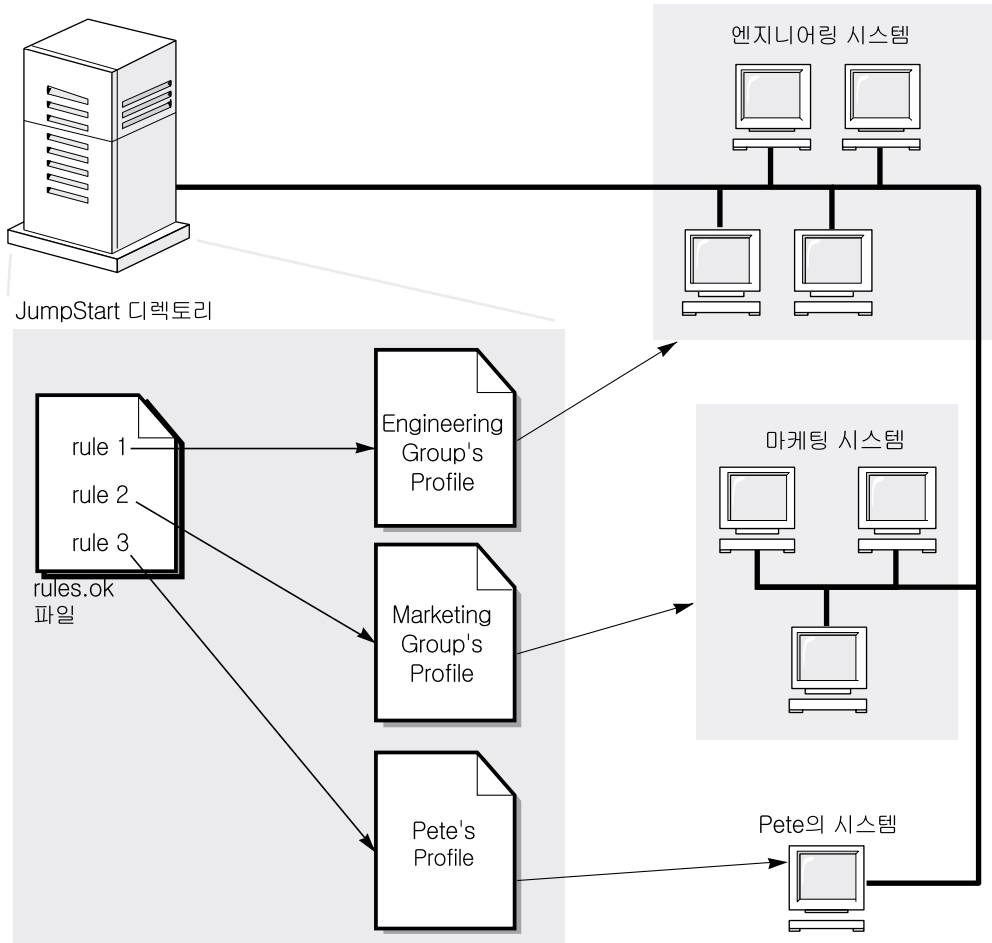 엔지니어링 시스템
JumpStart 디렉토리
rule 1
rule 2
rule 3
rules.ok
파일
Engineering
Group's
Profile
Marketing
Group's
Profile
Pete's
Profile
마케팅 시스템
Pete의 시스템